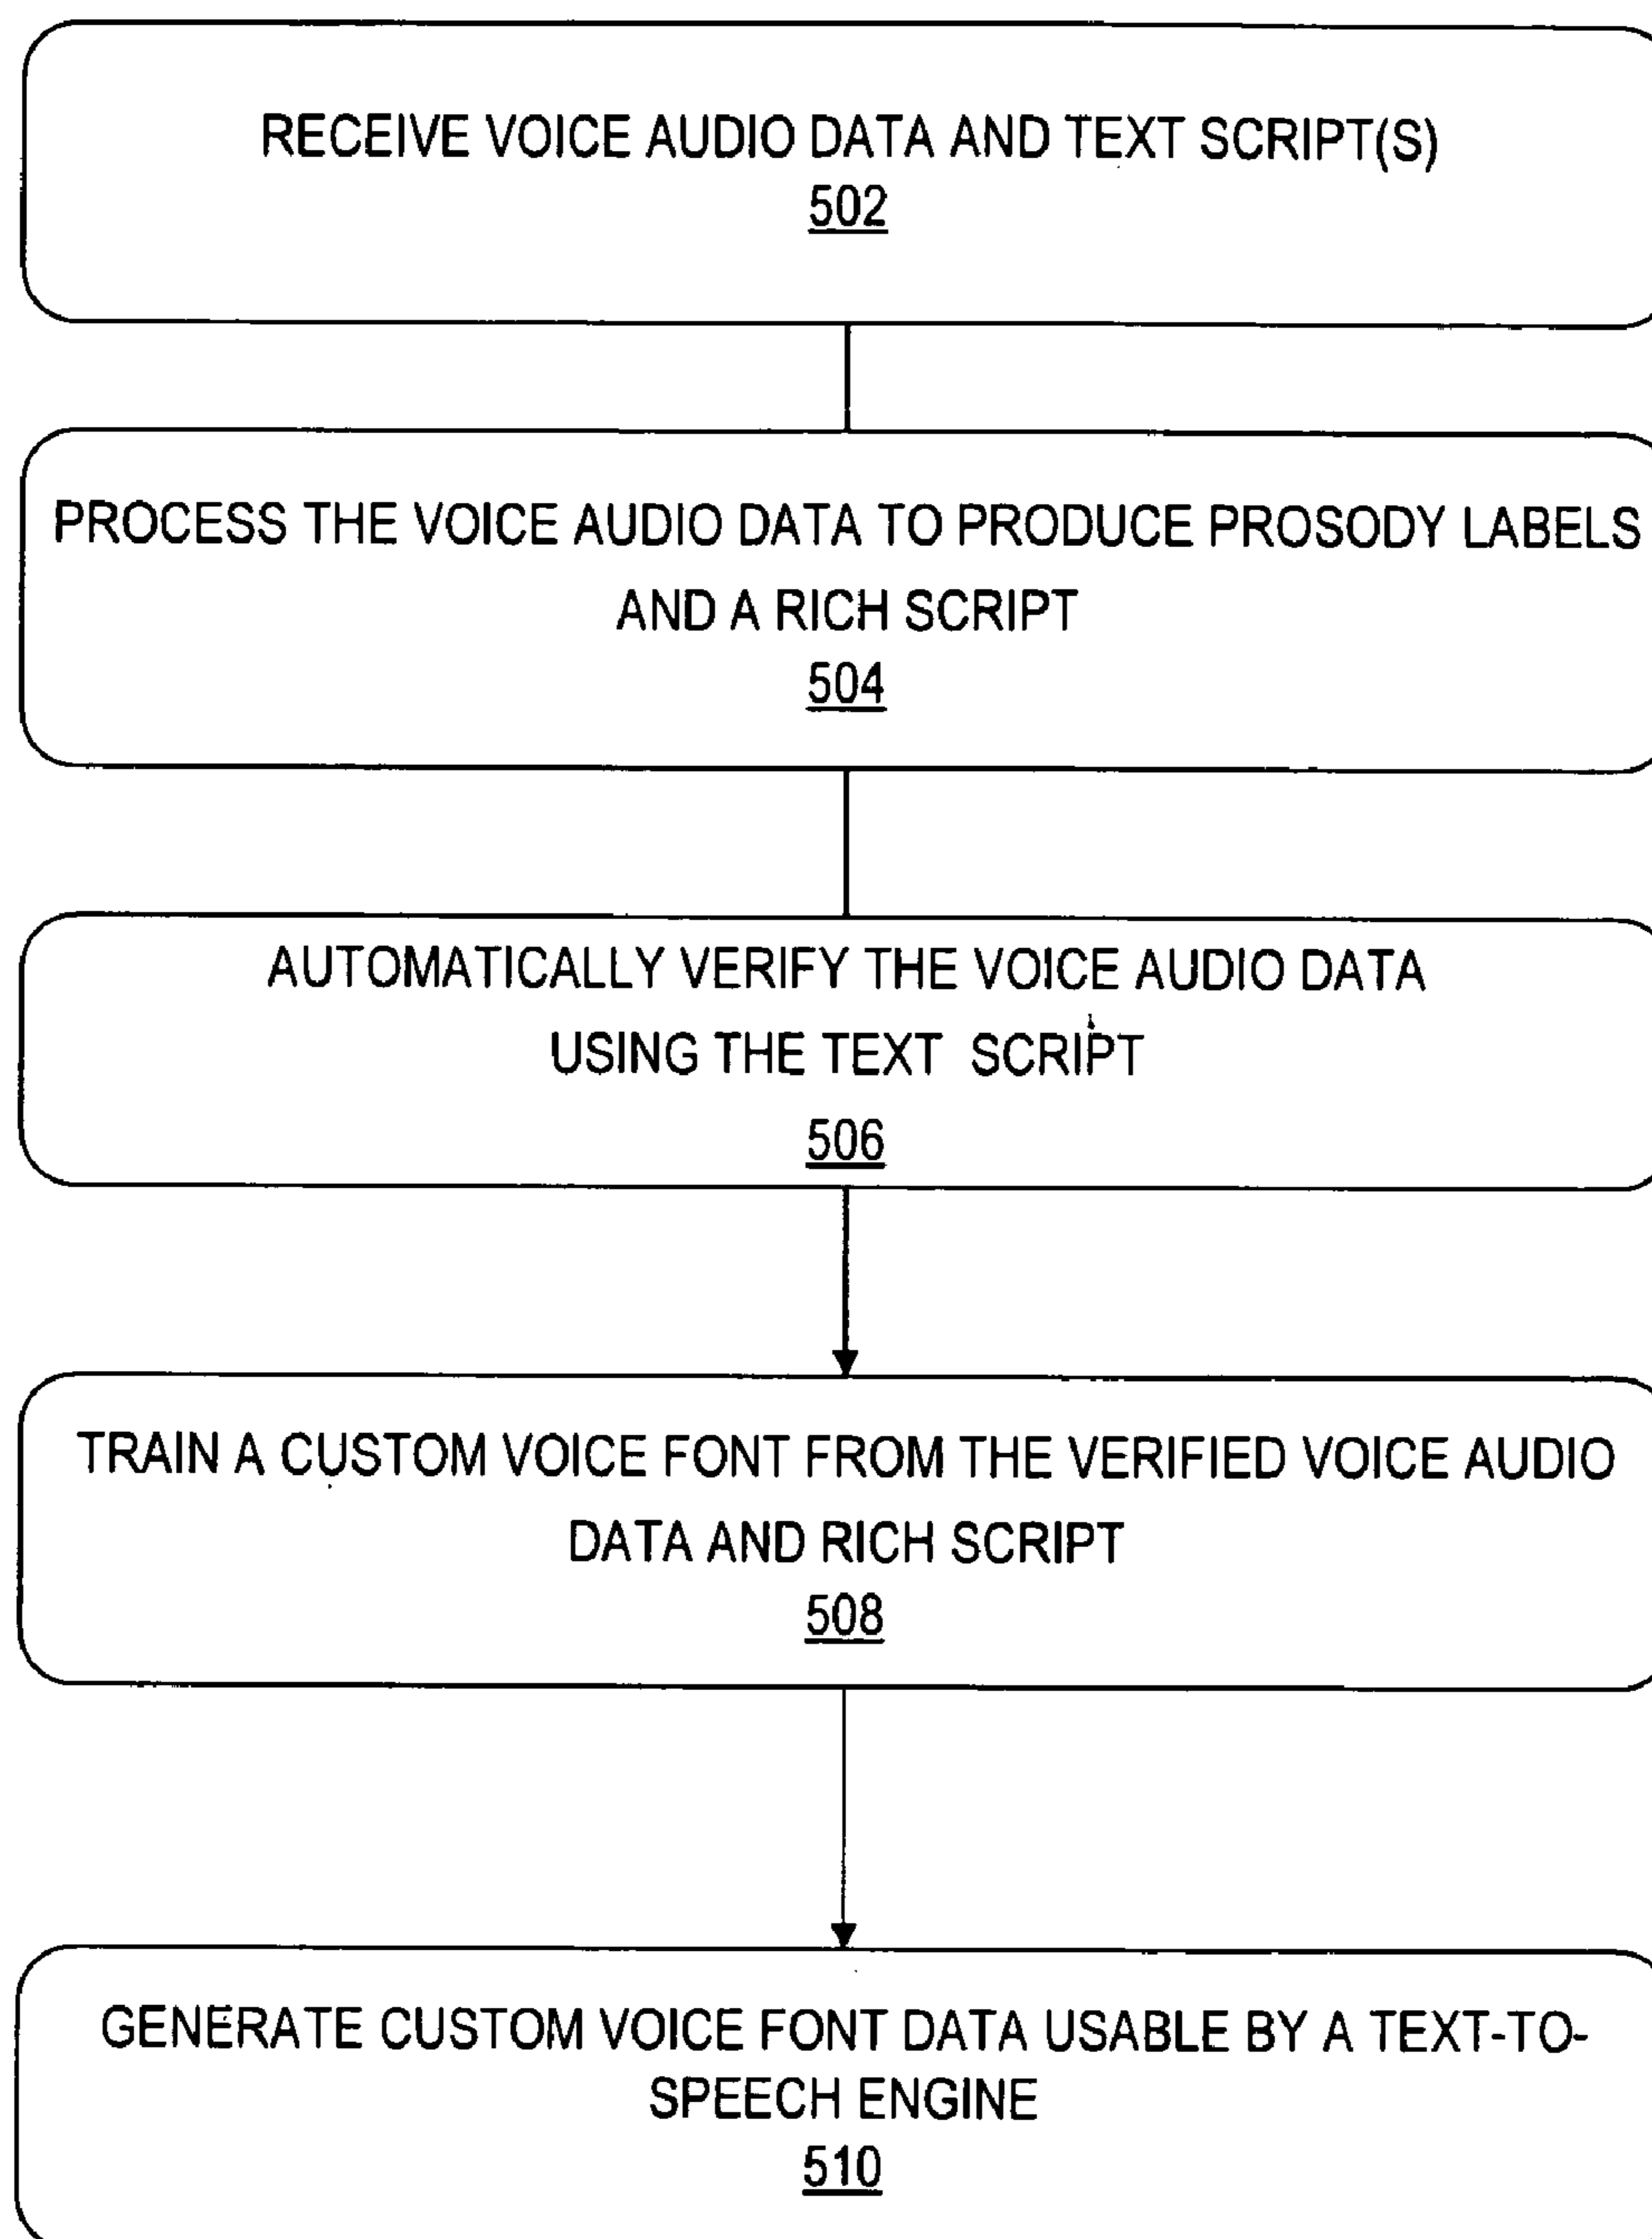 RECEIVE VOICE AUDIO DATA AND TEXT SCRIPT(S)
502
PROCESS THE VOICE AUDIO DATA TO PRODUCE PROSODY LABELS
AND A RICH SCRIPT
504
AUTOMATICALLY VERIFY THE VOICE AUDIO DATA
USING THE TEXT SCRIPT
506
TRAIN A CUSTOM VOICE FONT FROM THE VERIFIED VOICE AUDIO
DATA AND RICH SCRIPT
508
GENERATE CUSTOM VOICE FONT DATA USABLE BY A TEXT-TO-
SPEECH ENGINE
510